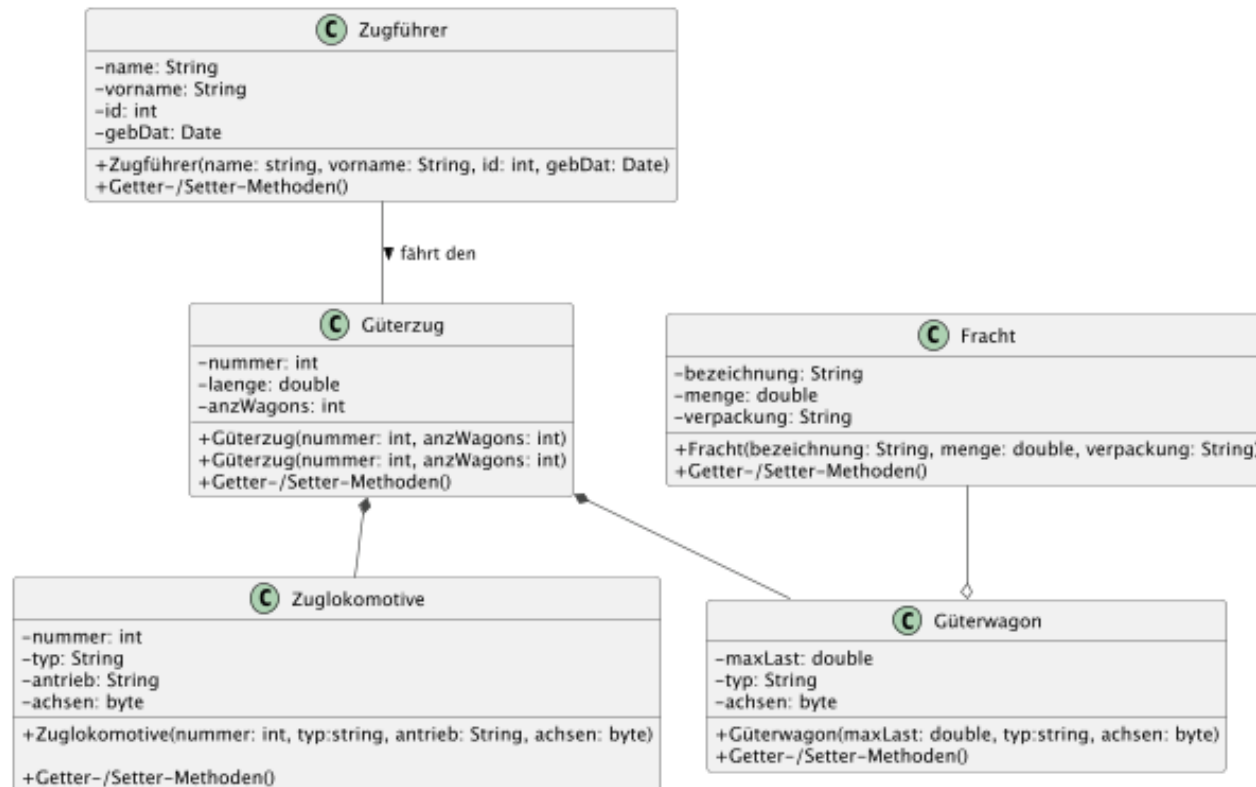 C Zugführer
-name: String
-vorname: String
-id: int
-gebDat: Date
+Zugführer(name: string, vorname: String, id: int, gebDat: Date)
+Getter-/Setter-Methoden()
fährt den
C Güterzug
-nummer: int
-laenge: double
-anzWagons: int
+Güterzug(nummer: int, anzWagons: int)
+Güterzug(nummer: int, anzWagons: int)
+Getter-/Setter-Methoden()
C Fracht
-bezeichnung: String
-menge: double
-verpackung: String
+Fracht(bezeichnung: String, menge: double, verpackung: String)
+Getter-/Setter-Methoden()
C Zuglokomotive
-nummer: int
-typ: String
-antrieb: String
-achsen: byte
+Zuglokomotive(nummer: int, typ:string, antrieb: String, achsen: byte)
+Getter-/Setter-Methoden()
C Güterwagon
-maxLast: double
-typ: String
-achsen: byte
+Güterwagon(maxLast: double, typ:string, achsen: byte)
+Getter-/Setter-Methoden()